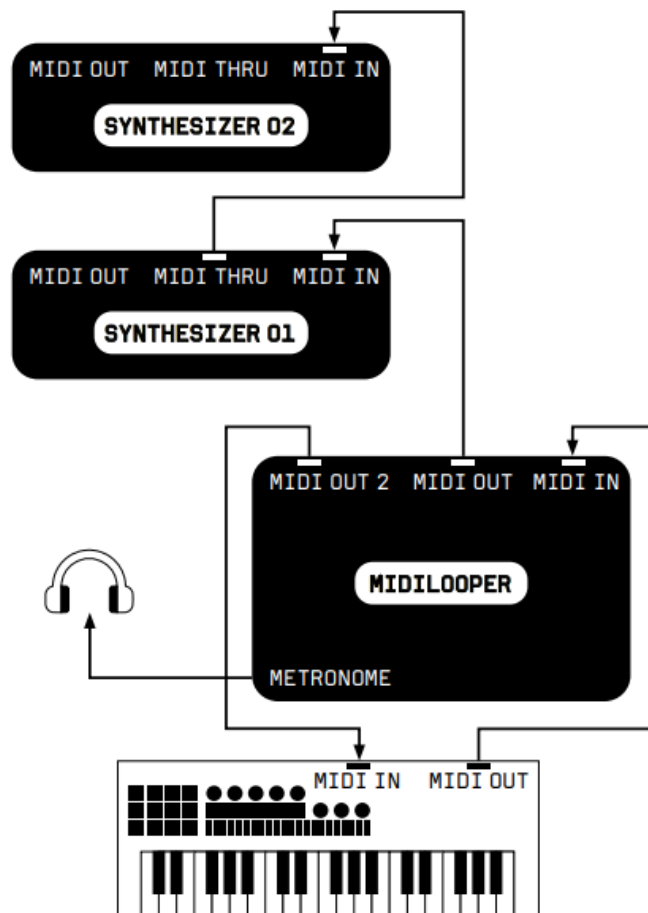 MIDI OUT MIDI THRU MIDI IN
SYNTHESIZER 02
MIDI OUT MIDI THRU MIDI IN
SYNTHESIZER 01
MIDI OUT 2 MIDI OUT MIDI IN
MIDILOOPER
METRONOME
MIDI IN MIDI OUT